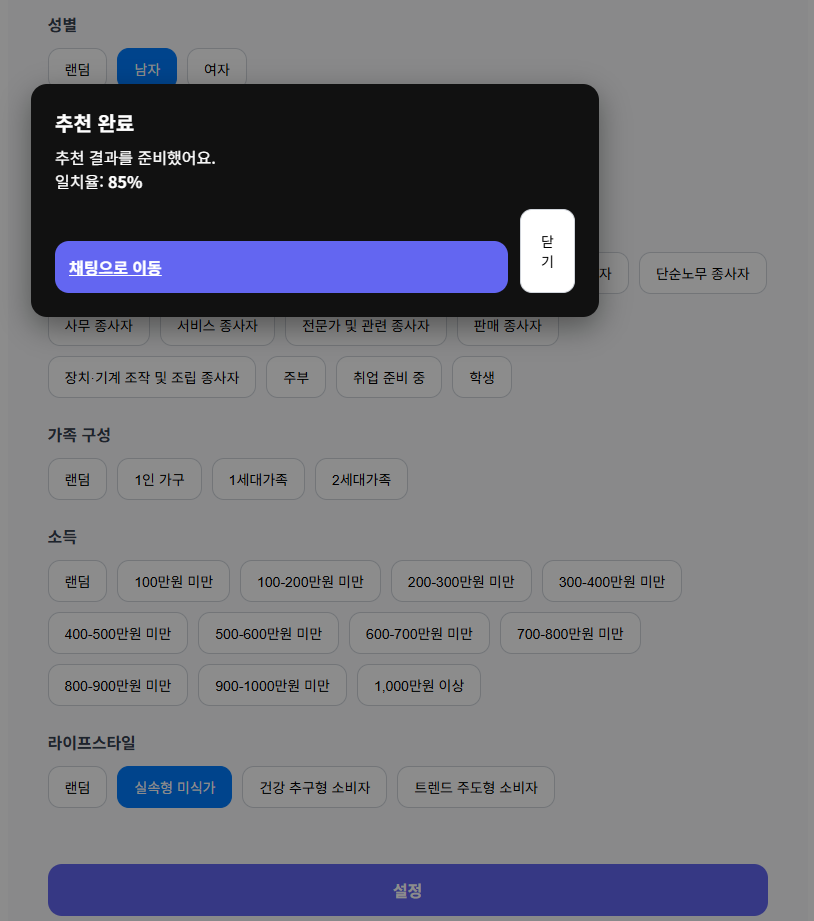 성별
랜덤
남자
여자
추천 완료
추천 결과를 준비했어요.
일치율: 85%
채팅으로 이동
닫
기
자
단순노무 종사자
사무 종사자
서비스 종사자
전문가 및 관련 종사자
판매 종사자
장치·기계 조작 및 조립 종사자
주부
취업 준비 중
학생
가족 구성
랜덤
1인 가구
1세대가족
2세대가족
소득
랜덤
100만원 미만
100-200만원 미만
200-300만원 미만
300-400만원 미만
400-500만원 미만
500-600만원 미만
600-700만원 미만
700-800만원 미만
800-900만원 미만
900-1000만원 미만
1,000만원 이상
라이프스타일
랜덤
실속형 미식가
건강 추구형 소비자
트렌드 주도형 소비자
설정